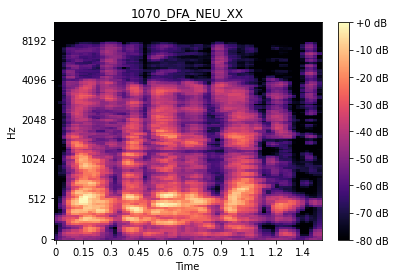 1070_DFA_NEU_XX
+0 dB
8192
-10 dB
4096
-20 dB
-30 dB
2048
Hz
-40 dB
1024
-50 dB
512
-60 dB
-70 dB
0
-80 dB
0 0.15 0.3 0.45 0.6 0.75 0.9 1.1 1.2 1.4
Time